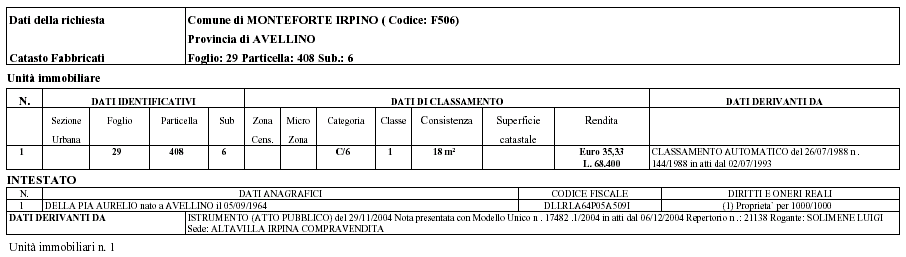 Dati della richiesta Comune di MONTEFORTE IRPINO ( Codice: F506)
Provincia di AVELLINO
Catasto Fabbricati Foglio: 29 Particella: 408 Sub.: 6
Unità immobiliare
N. DATI IDENTIFICATIVI DATI DI CLASSAMENTO DATI DERIVANTI DA
Sezione Foglio Particella Sub Zona Micro Categoria Classe Consistenza Superficie Rendita
Urbana Cens. Zona catastale
1 29 408 6 C/6 1 18 m² Euro 35,33 CLASSAMENTO AUTOMATICO del 26/07/1988 n .
L. 68.400 144/1988 in atti dal 02/07/1993
INTESTATO
N. DATI ANAGRAFICI CODICE FISCALE DIRITTI E ONERI REALI
1 DELLA PIA AURELIO nato a AVELLINO il 05/09/1964 DLLRLA64P05A509I (1) Proprieta` per 1000/1000
DATI DERIVANTI DA ISTRUMENTO (ATTO PUBBLICO) del 29/11/2004 Nota presentata con Modello Unico n . 17482 .1/2004 in atti dal 06/12/2004 Repertorio n .: 21138 Rogante: SOLIMENE LUIGI
Sede: ALTAVILLA IRPINA COMPRAVENDITA
Unità immobiliari n. 1